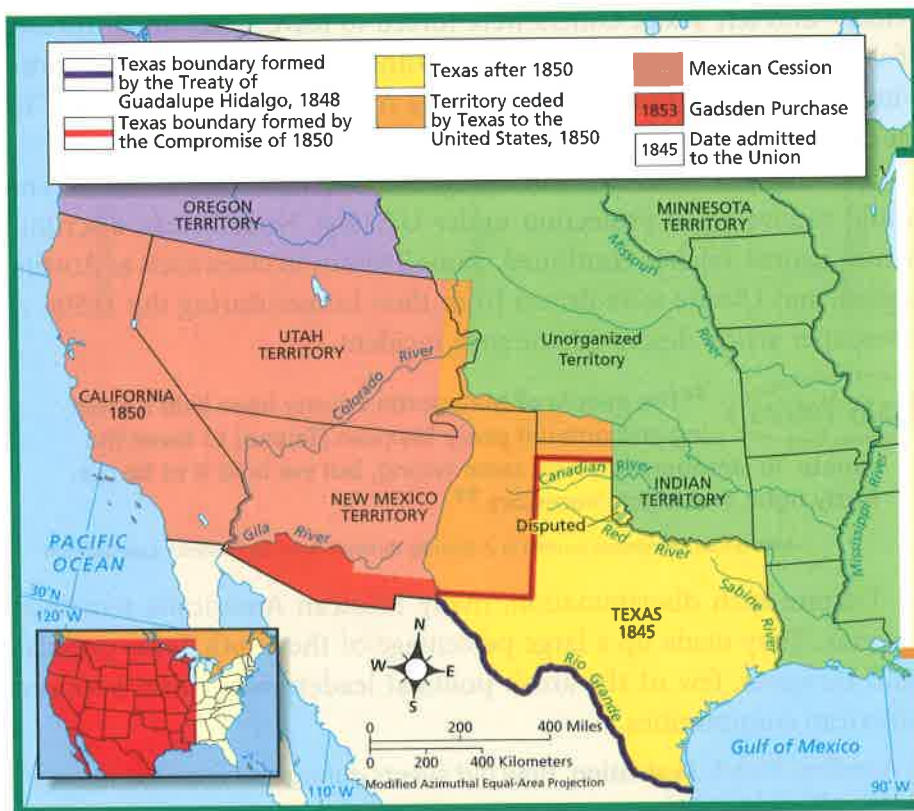 Texas boundary formed
by the Treaty of
Guadalupe Hidalgo, 1848
Texas boundary formed by
the Compromise of 1850
Texas after 1850
Territory ceded
by Texas to the
United States, 1850
Mexican Cession
1853 Gadsden Purchase
1845 Date admitted
to the Union
OREGON
TERRITORY
MINNESOTA
TERRITORY
Missouri
River
UTAH
TERRITORY
Unorganized
Territory
Colorado River
CALIFORNIA
1850
Canadian River
NEW MEXICO
TERRITORY
INDIAN
TERRITORY
Disputed
Gila River
Red River
Mississippi River
PACIFIC
OCEAN
Sabine River
30°N
120°W
TEXAS
1845
N
W E
S
Rio Grande
0 200 400 Miles
0 200 400 Kilometers
Modified Azimuthal Equal-Area Projection
Gulf of Mexico
110°W
90°W